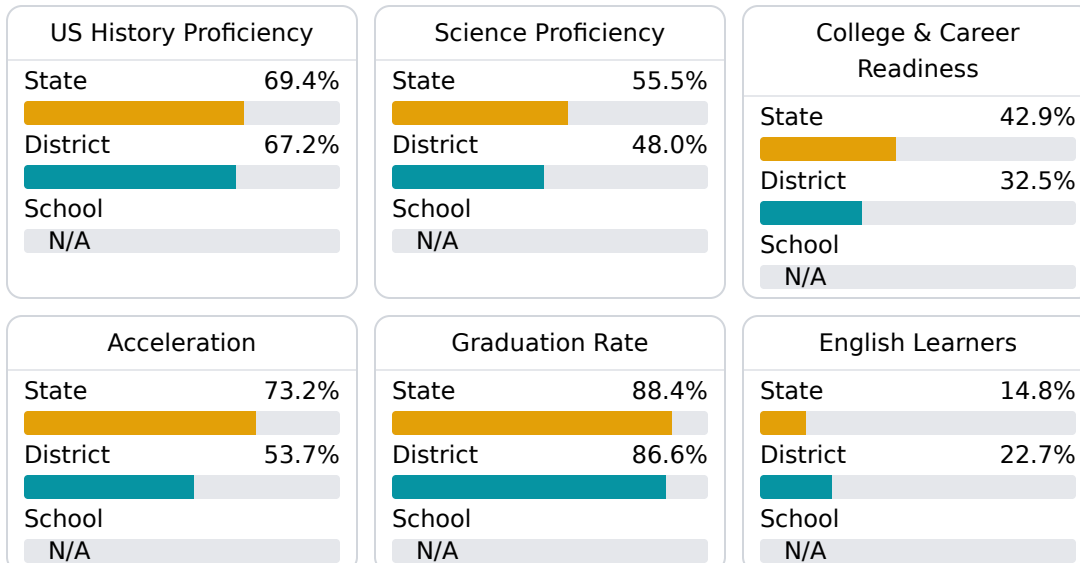 US History Proficiency
State 69.4%
District 67.2%
School
N/A
Science Proficiency
State 55.5%
District 48.0%
School
N/A
College & Career
Readiness
State 42.9%
District 32.5%
School
N/A
Acceleration
State 73.2%
District 53.7%
School
N/A
Graduation Rate
State 88.4%
District 86.6%
School
N/A
English Learners
State 14.8%
District 22.7%
School
N/A